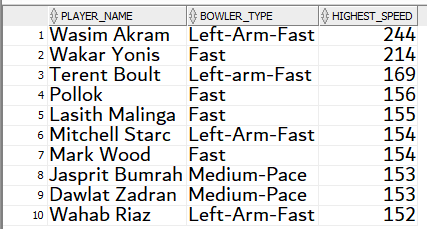 PLAYER_NAME BOWLER_TYPE HIGHEST_SPEED
1 Wasim Akram Left-Arm-Fast 244
2 Wakar Yonis Fast 214
3 Terent Boult Left-arm-Fast 169
4 Pollok Fast 156
5 Lasith Malinga Fast 155
6 Mitchell Starc Left-Arm-Fast 154
7 Mark Wood Fast 154
8 Jasprit Bumrah Medium-Pace 153
9 Dawlat Zadran Medium-Pace 153
10 Wahab Riaz Left-Arm-Fast 152